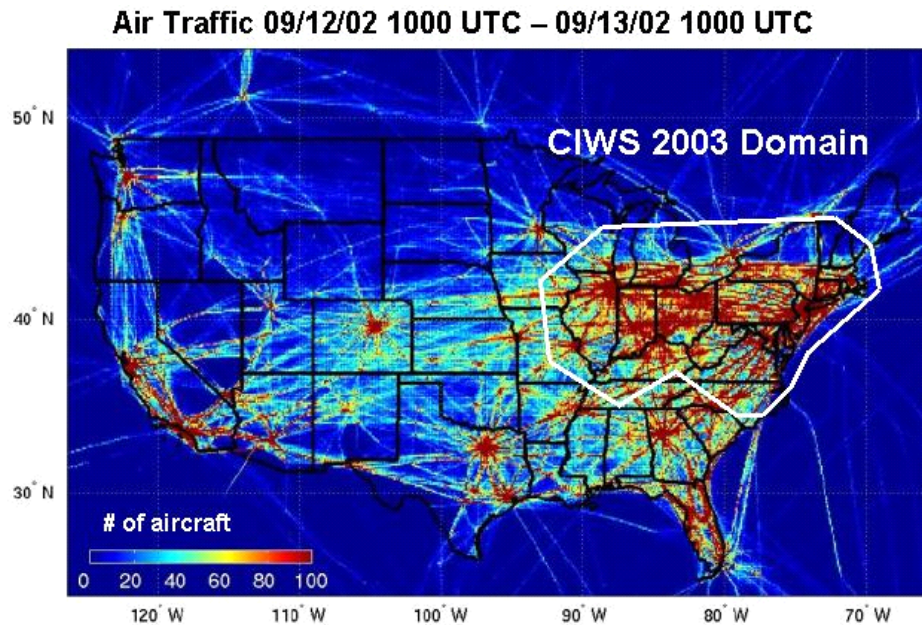 Air Traffic 09/12/02 1000 UTC – 09/13/02 1000 UTC
50° N
CIWS 2003 Domain
40° N
30° N
# of aircraft
0 20 40 60 80 100
120° W 110° W 100° W 90° W 80° W 70° W